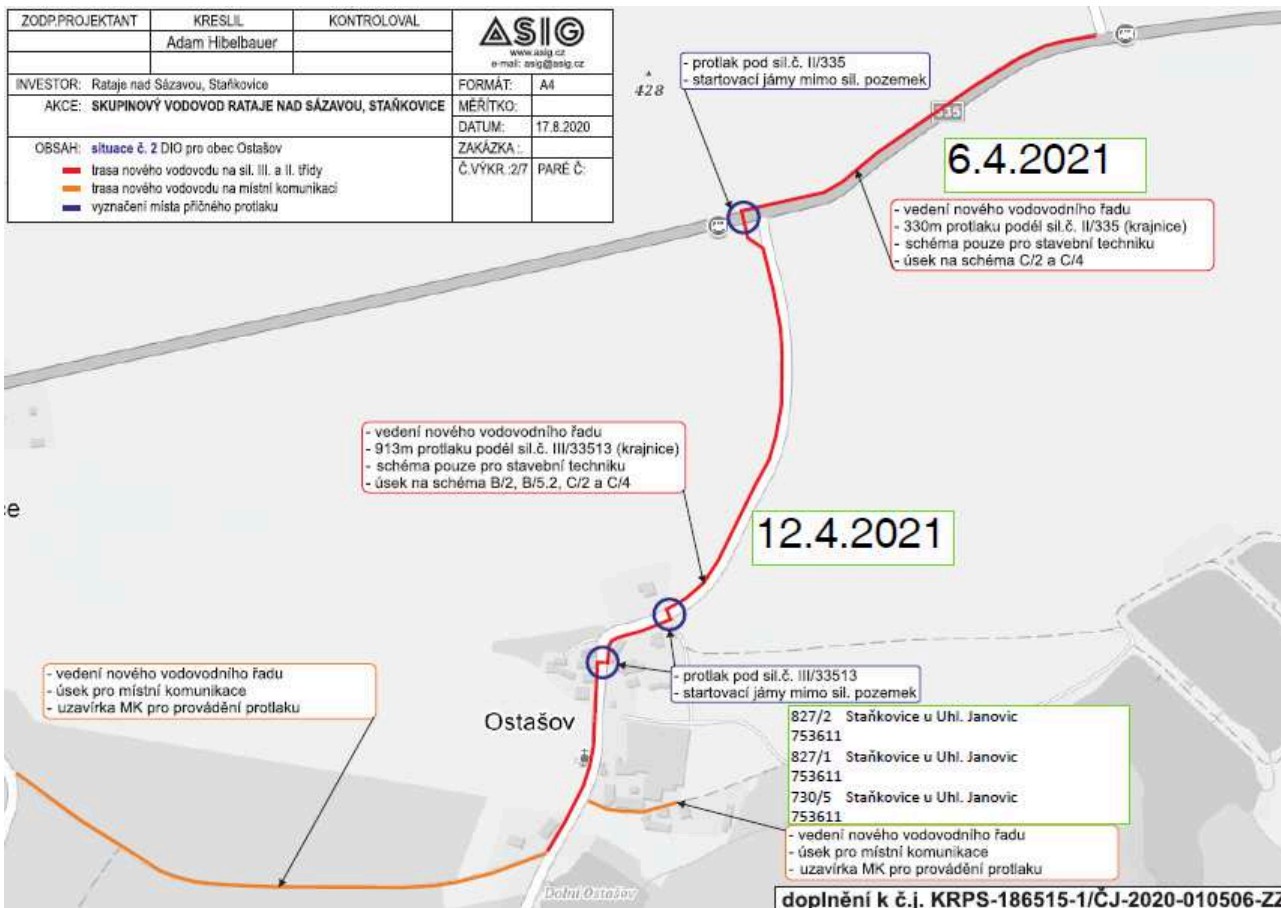 ZODP.PROJEKTANT KRESLIL KONTROLOVAL
Adam Hibelbauer
ASIG
www.asig.cz
e-mail: asig@asig.cz
INVESTOR: Rataje nad Sázavou, Staňkovice
FORMÁT: A4
AKCE: SKUPINOVÝ VODOVOD RATAJE NAD SÁZAVOU, STAŇKOVICE
MĚŘÍTKO:
DATUM: 17.8.2020
OBSAH: situace č. 2 DIO pro obec Ostašov
ZAKÁZKA :
trasa nového vodovodu na sil. III. a II. třídy
Č.VÝKR.:2/7 PARÉ Č:
trasa nového vodovodu na místní komunikaci
vyznačení místa příčného protlaku
428
- protlak pod sil.č. II/335
- startovací jámy mimo sil. pozemek
335
6.4.2021
- vedení nového vodovodního řadu
- 330m protlaku podél sil.č. II/335 (krajnice)
- schéma pouze pro stavební techniku
- úsek na schéma C/2 a C/4
- vedení nového vodovodního řadu
- 913m protlaku podél sil.č. III/33513 (krajnice)
- schéma pouze pro stavební techniku
- úsek na schéma B/2, B/5.2, C/2 a C/4
ce
12.4.2021
- vedení nového vodovodního řadu
- úsek pro místní komunikace
- uzavírka MK pro provádění protlaku
- protlak pod sil.č. III/33513
- startovací jámy mimo sil. pozemek
Ostašov
827/2 Staňkovice u Uhl. Janovic
753611
827/1 Staňkovice u Uhl. Janovic
753611
730/5 Staňkovice u Uhl. Janovic
753611
- vedení nového vodovodního řadu
- úsek pro místní komunikace
- uzavírka MK pro provádění protlaku
Dolní Ostašov
doplnění k č.j. KRPS-186515-1/ČJ-2020-010506-ZZ